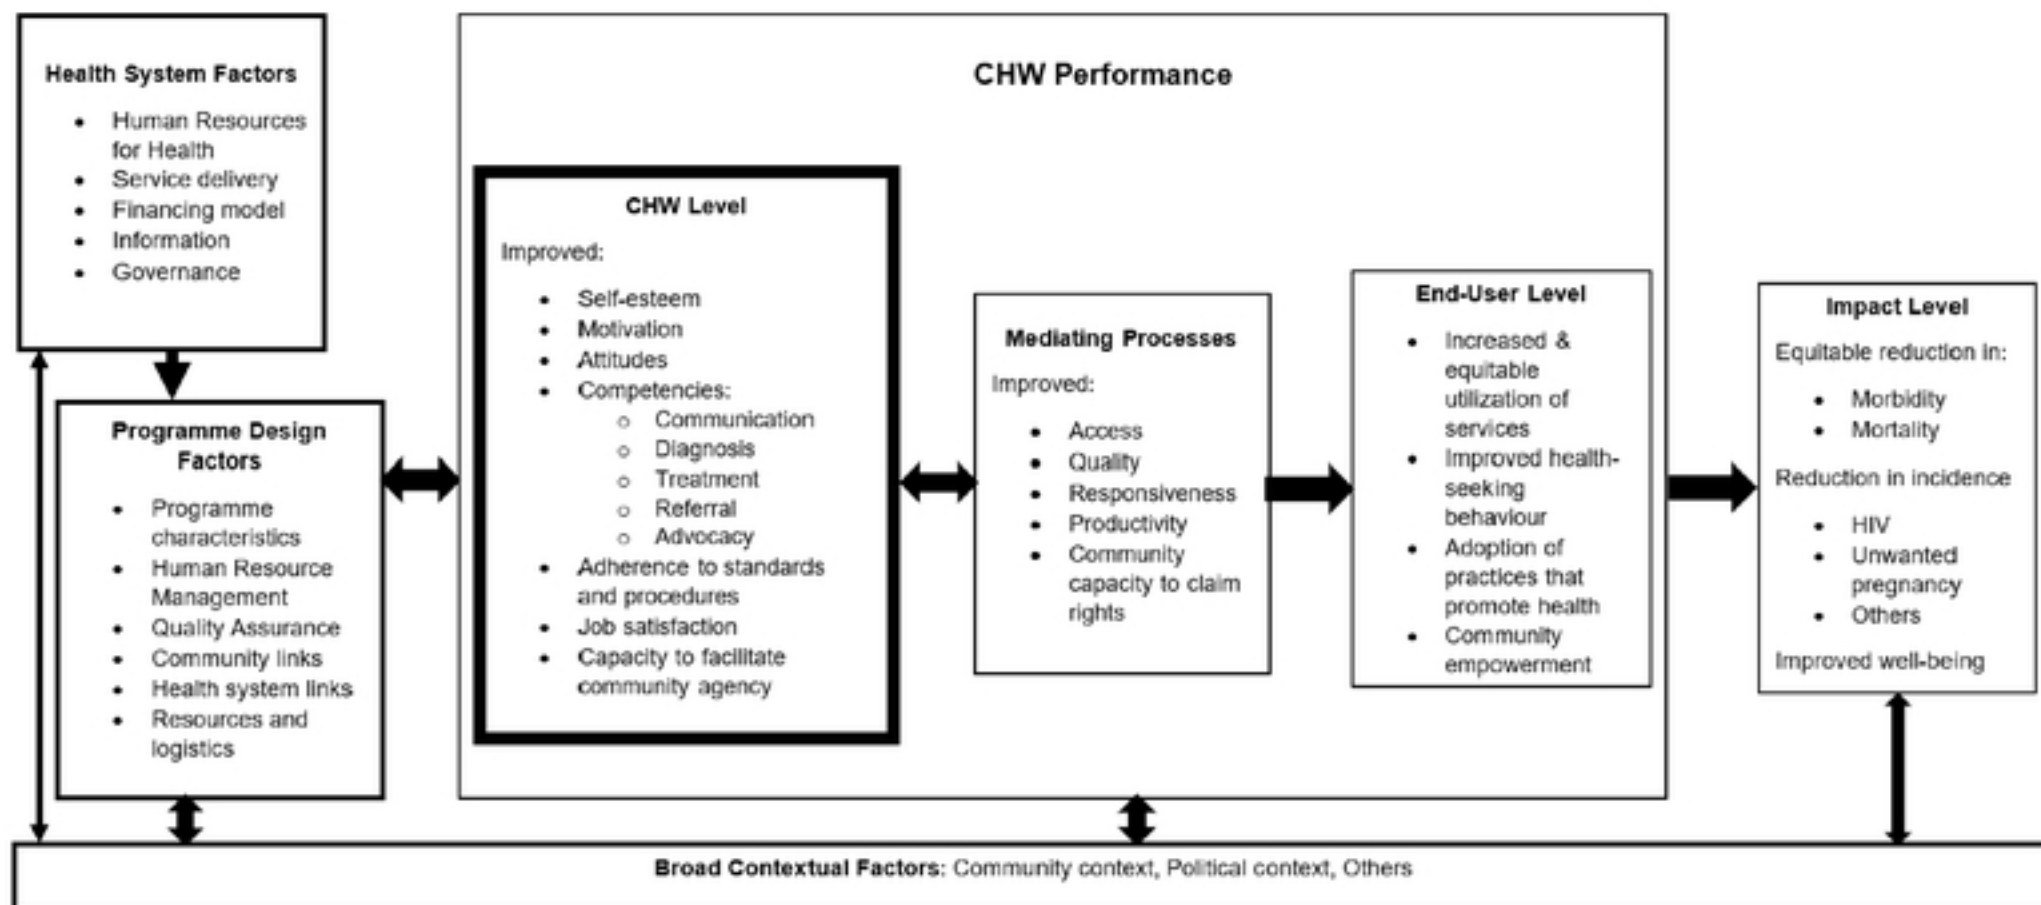 Health System Factors
• Human Resources
for Health
• Service delivery
• Financing model
• Information
• Governance
Programme Design
Factors
• Programme
characteristics
• Human Resource
Management
• Quality Assurance
• Community links
• Health system links
• Resources and
logistics
CHW Performance
CHW Level
Improved:
• Self-esteem
• Motivation
• Attitudes
• Competencies:
o Communication
o Diagnosis
o Treatment
o Referral
o Advocacy
• Adherence to standards
and procedures
• Job satisfaction
• Capacity to facilitate
community agency
Mediating Processes
Improved:
• Access
• Quality
• Responsiveness
• Productivity
• Community
capacity to claim
rights
End-User Level
• Increased &
equitable
utilization of
services
• Improved health-
seeking
behaviour
• Adoption of
practices that
promote health
• Community
empowerment
Impact Level
Equitable reduction in:
• Morbidity
• Mortality
Reduction in incidence
• HIV
• Unwanted
pregnancy
• Others
Improved well-being
Broad Contextual Factors: Community context, Political context, Others